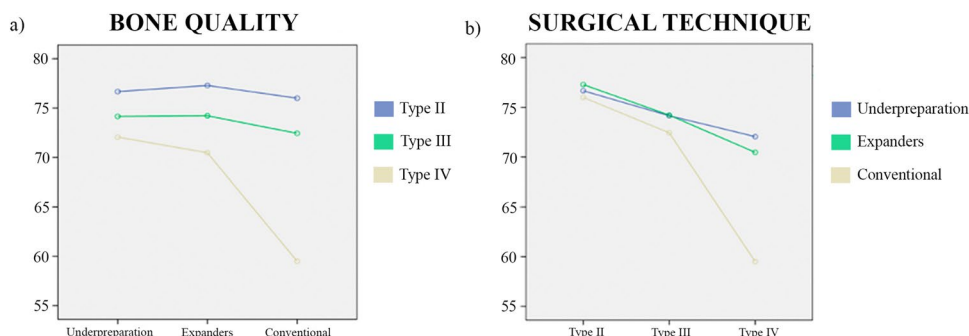 a) BONE QUALITY
80
75
70
65
60
55
Underpreparation Expanders Conventional
Type II
Type III
Type IV
b) SURGICAL TECHNIQUE
80
75
70
65
60
55
Type II Type III Type IV
Underpreparation
Expanders
Conventional